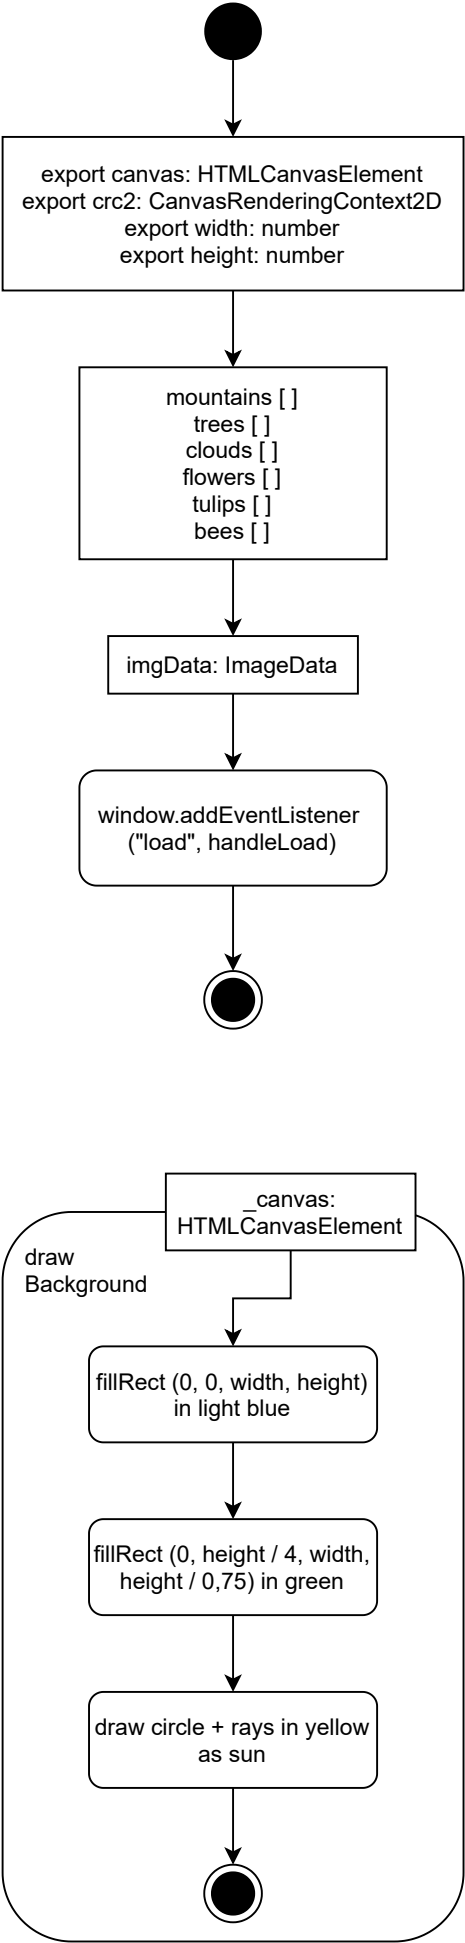 export canvas: HTMLCanvasElement
export crc2: CanvasRenderingContext2D
export width: number
export height: number
mountains [ ]
trees [ ]
clouds [ ]
flowers [ ]
tulips [ ]
bees [ ]
imgData: ImageData
window.addEventListener
("load", handleLoad)
_canvas:
HTMLCanvasElement
draw
Background
fillRect (0, 0, width, height)
in light blue
fillRect (0, height / 4, width,
height / 0,75) in green
draw circle + rays in yellow
as sun